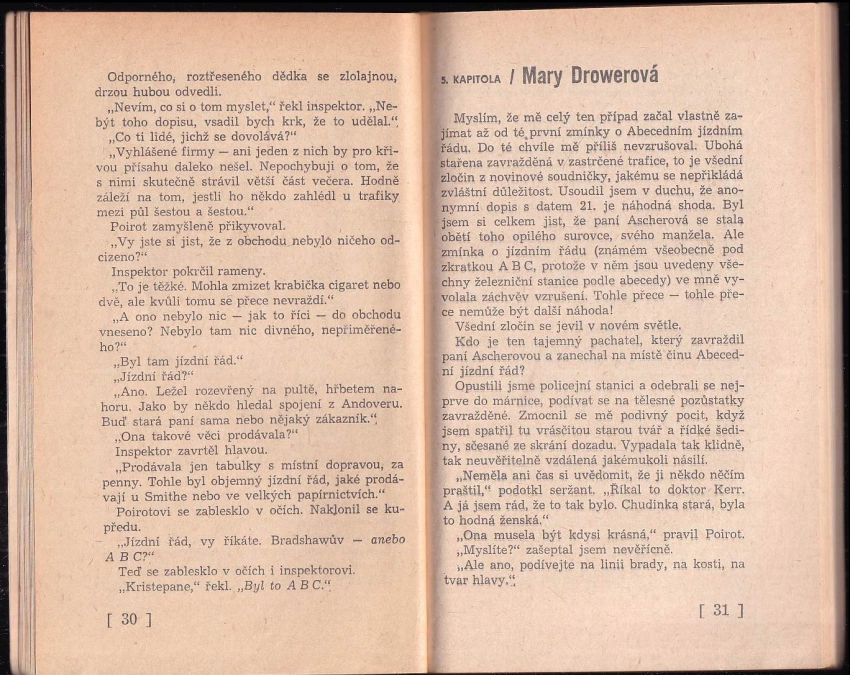 Odporného, roztřeseného dědka se zlolajnou,
drzou hubou odvedli.
„Nevím, co si o tom myslet,“ řekl inspektor. „Ne-
být toho dopisu, vsadil bych krk, že to udělal.“
„Co ti lidé, jichž se dovolává?“
„Vyhlášené firmy — ani jeden z nich by pro kři-
vou přísahu daleko nešel. Nepochybuji o tom, že
s nimi skutečně strávil větší část večera. Hodně
záleží na tom, jestli ho někdo zahlédl u trafiky
mezi půl šestou a šestou.“
Poirot zamyšleně přikyvoval.
„Vy jste si jist, že z obchodu nebylo ničeho od-
cizeno?“
Inspektor pokrčil rameny.
„To je těžké. Mohla zmizet krabička cigaret nebo
dvě, ale kvůli tomu se přece nevraždí.“
„A ono nebylo nic — jak to říci — do obchodu
vneseno? Nebylo tam nic divného, nepřiměřené-
ho?“
„Byl tam jízdní řád.“
„Jízdní řád?“
„Ano. Ležel rozevřený na pultě, hřbetem na-
horu. Jako by někdo hledal spojení z Andoveru.
Buď stará paní sama nebo nějaký zákazník.“
„Ona takové věci prodávala?“
Inspektor zavrtěl hlavou.
„Prodávala jen tabulky s místní dopravou, za
penny. Tohle byl objemný jízdní řád, jaké prodá-
vají u Smithe nebo ve velkých papírnictvích.“
Poirotovi se zablesklo v očích. Naklonil se ku-
předu.
„Jízdní řád, vy říkáte. Bradshawův — anebo
A B C?“
Teď se zablesklo v očích i inspektorovi.
„Kristepane,“ řekl. „Byl to A B C.“
[ 30 ]
5. KAPITOLA / Mary Drowerová
Myslím, že mě celý ten případ začal vlastně za-
jímat až od té první zmínky o Abecedním jízdním
řádu. Do té chvíle mě příliš nevzrušoval. Ubohá
stařena zavražděná v zastrčené trafice, to je všední
zločin z novinové soudničky, jakému se nepřikládá
zvláštní důležitost. Usoudil jsem v duchu, že ano-
nymní dopis s datem 21. je náhodná shoda. Byl
jsem si celkem jist, že paní Ascherová se stala
obětí toho opilého surovce, svého manžela. Ale
zmínka o jízdním řádu (známém všeobecně pod
zkratkou A B C, protože v něm jsou uvedeny vše-
chny železniční stanice podle abecedy) ve mně vy-
volala záchvěv vzrušení. Tohle přece — tohle pře-
ce nemůže být další náhoda!
Všední zločin se jevil v novém světle.
Kdo je ten tajemný pachatel, který zavraždil
paní Ascherovou a zanechal na místě činu Abeced-
ní jízdní řád?
Opustili jsme policejní stanici a odebrali se nej-
prve do márnice, podívat se na tělesné pozůstatky
zavražděné. Zmocnil se mě podivný pocit, když
jsem spatřil tu vrásčitou starou tvář a řídké šedi-
ny, sčesané ze skrání dozadu. Vypadala tak klidně,
tak neuvěřitelně vzdálená jakémukoli násilí.
„Neměla ani čas si uvědomit, že ji někdo něčím
praštil,“ podotkl seržant. „Říkal to doktor Kerr.
A já jsem rád, že to tak bylo. Chudinka stará, byla
to hodná ženská.“
„Ona musela být kdysi krásná,“ pravil Poirot.
„Myslíte?“ zašeptal jsem nevěřícně.
„Ale ano, podívejte na linii brady, na kosti, na
tvar hlavy.“
[ 31 ]